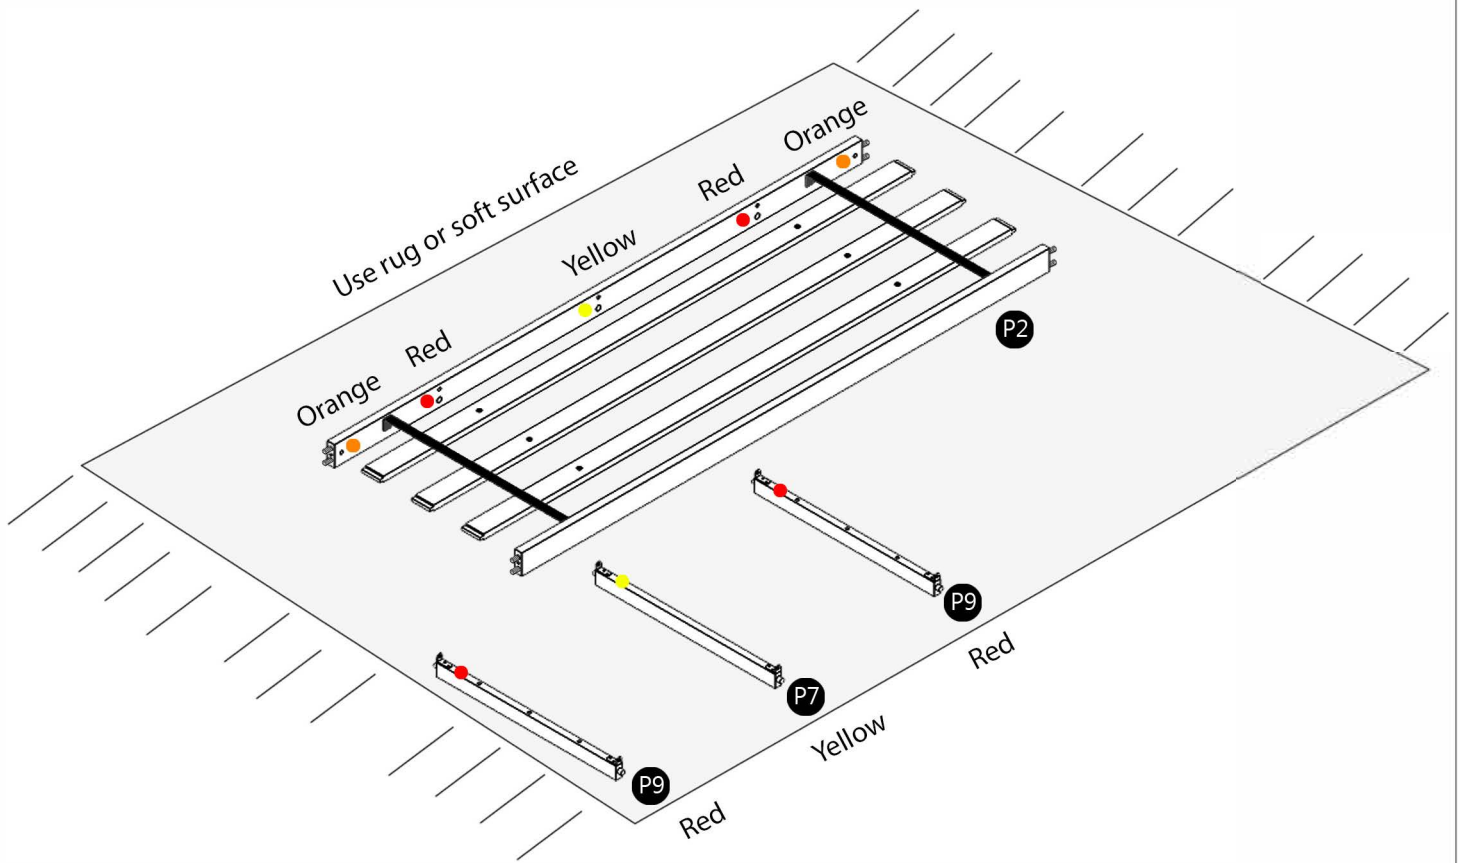 Orange
Red
Use rug or soft surface
Yellow
Red
Orange
P2
P9
Red
P7
Yellow
P9
Red